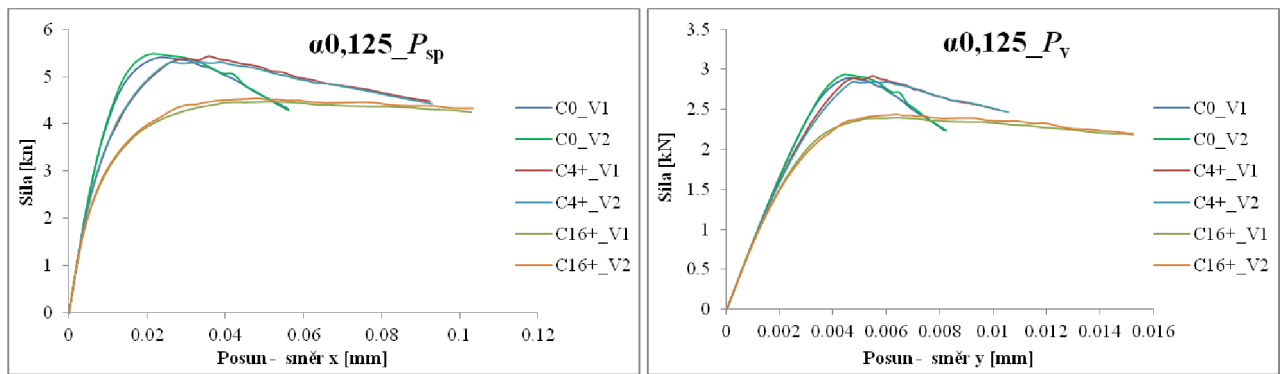 α0,125_Psp
Síla [kn]
6
5
4
3
2
1
0
0
0.02
0.04
0.06
0.08
0.1
0.12
Posun - směr x [mm]
C0_V1
C0_V2
C4+_V1
C4+_V2
C16+_V1
C16+_V2
α0,125_Pv
Síla [kN]
3.5
3
2.5
2
1.5
1
0.5
0
0
0.002
0.004
0.006
0.008
0.01
0.012
0.014
0.016
Posun - směr y [mm]
C0_V1
C0_V2
C4+_V1
C4+_V2
C16+_V1
C16+_V2